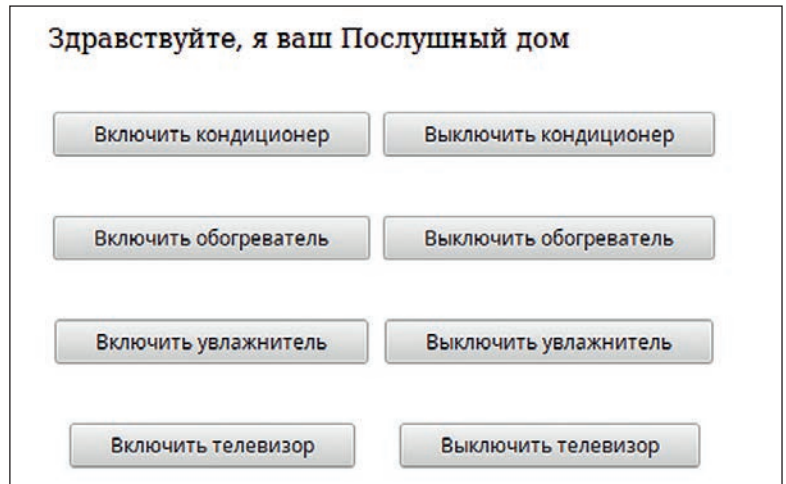 Здравствуйте, я ваш Послушный дом
Включить кондиционер Выключить кондиционер
Включить обогреватель Выключить обогреватель
Включить увлажнитель Выключить увлажнитель
Включить телевизор Выключить телевизор